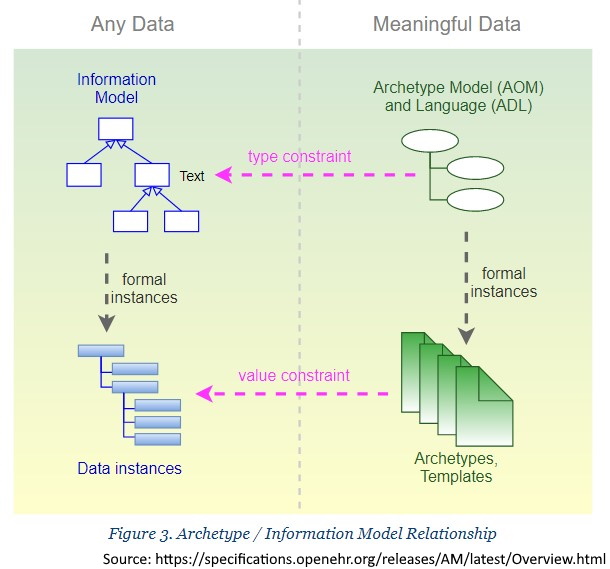 Any Data
Meaningful Data
Information
Model
Archetype Model (AOM)
and Language (ADL)
Text
type constraint
formal
instances
formal
instances
value constraint
Data instances
Archetypes,
Templates
Figure 3. Archetype / Information Model Relationship
Source: https://specifications.openehr.org/releases/AM/latest/Overview.html